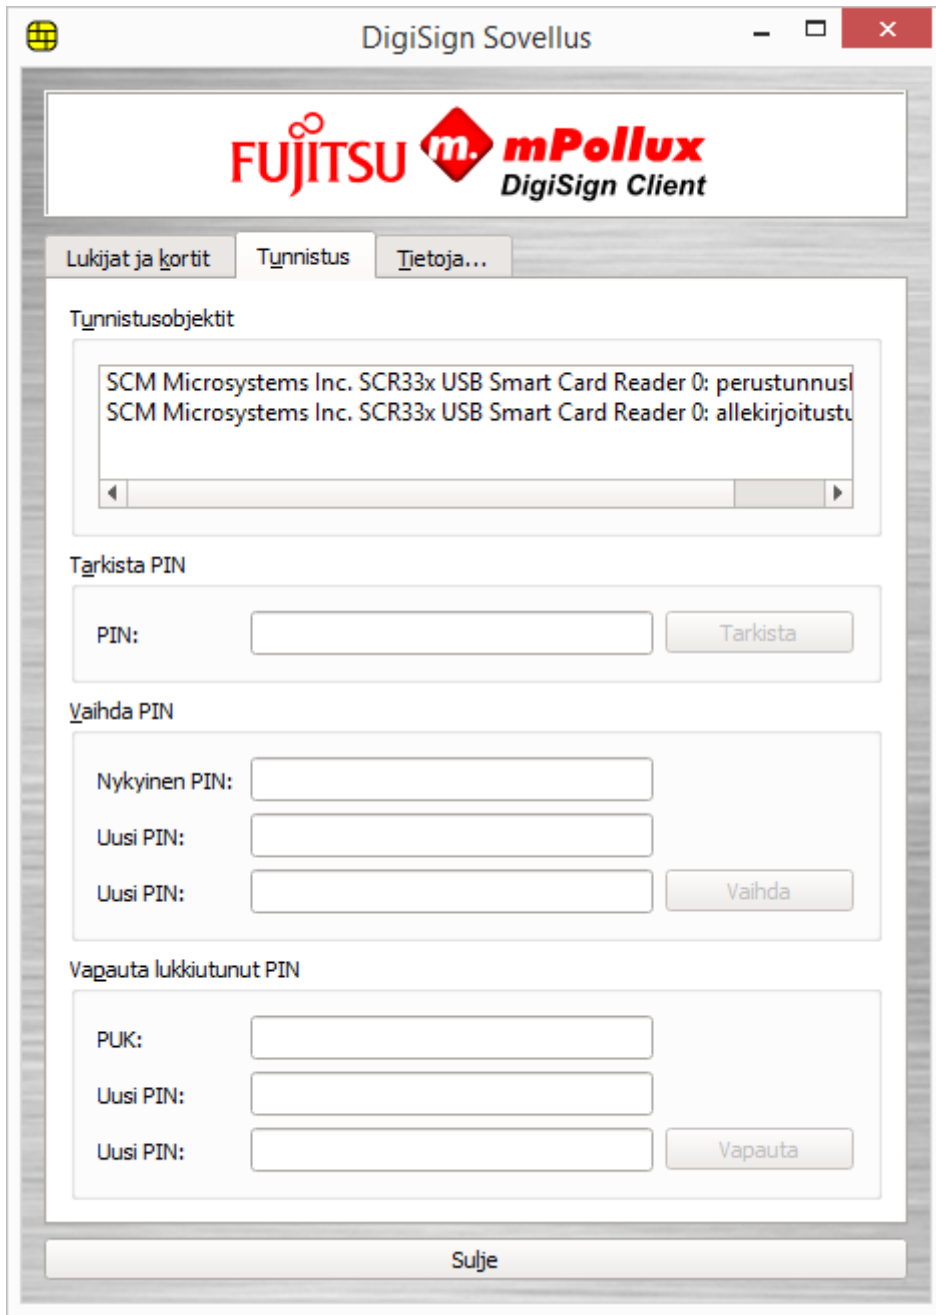 DigiSign Sovellus
FUJITSU m. mPollux
DigiSign Client
Lukijat ja kortit Tunnistus Tietoja...
Tunnistusobjektit
SCM Microsystems Inc. SCR33x USB Smart Card Reader 0: perustunnusl
SCM Microsystems Inc. SCR33x USB Smart Card Reader 0: allekirjoitustu
Tarkista PIN
PIN: Tarkista
Vaihda PIN
Nykyinen PIN:
Uusi PIN:
Uusi PIN: Vaihda
Vapauta lukkiutunut PIN
PUK:
Uusi PIN:
Uusi PIN: Vapauta
Sulje